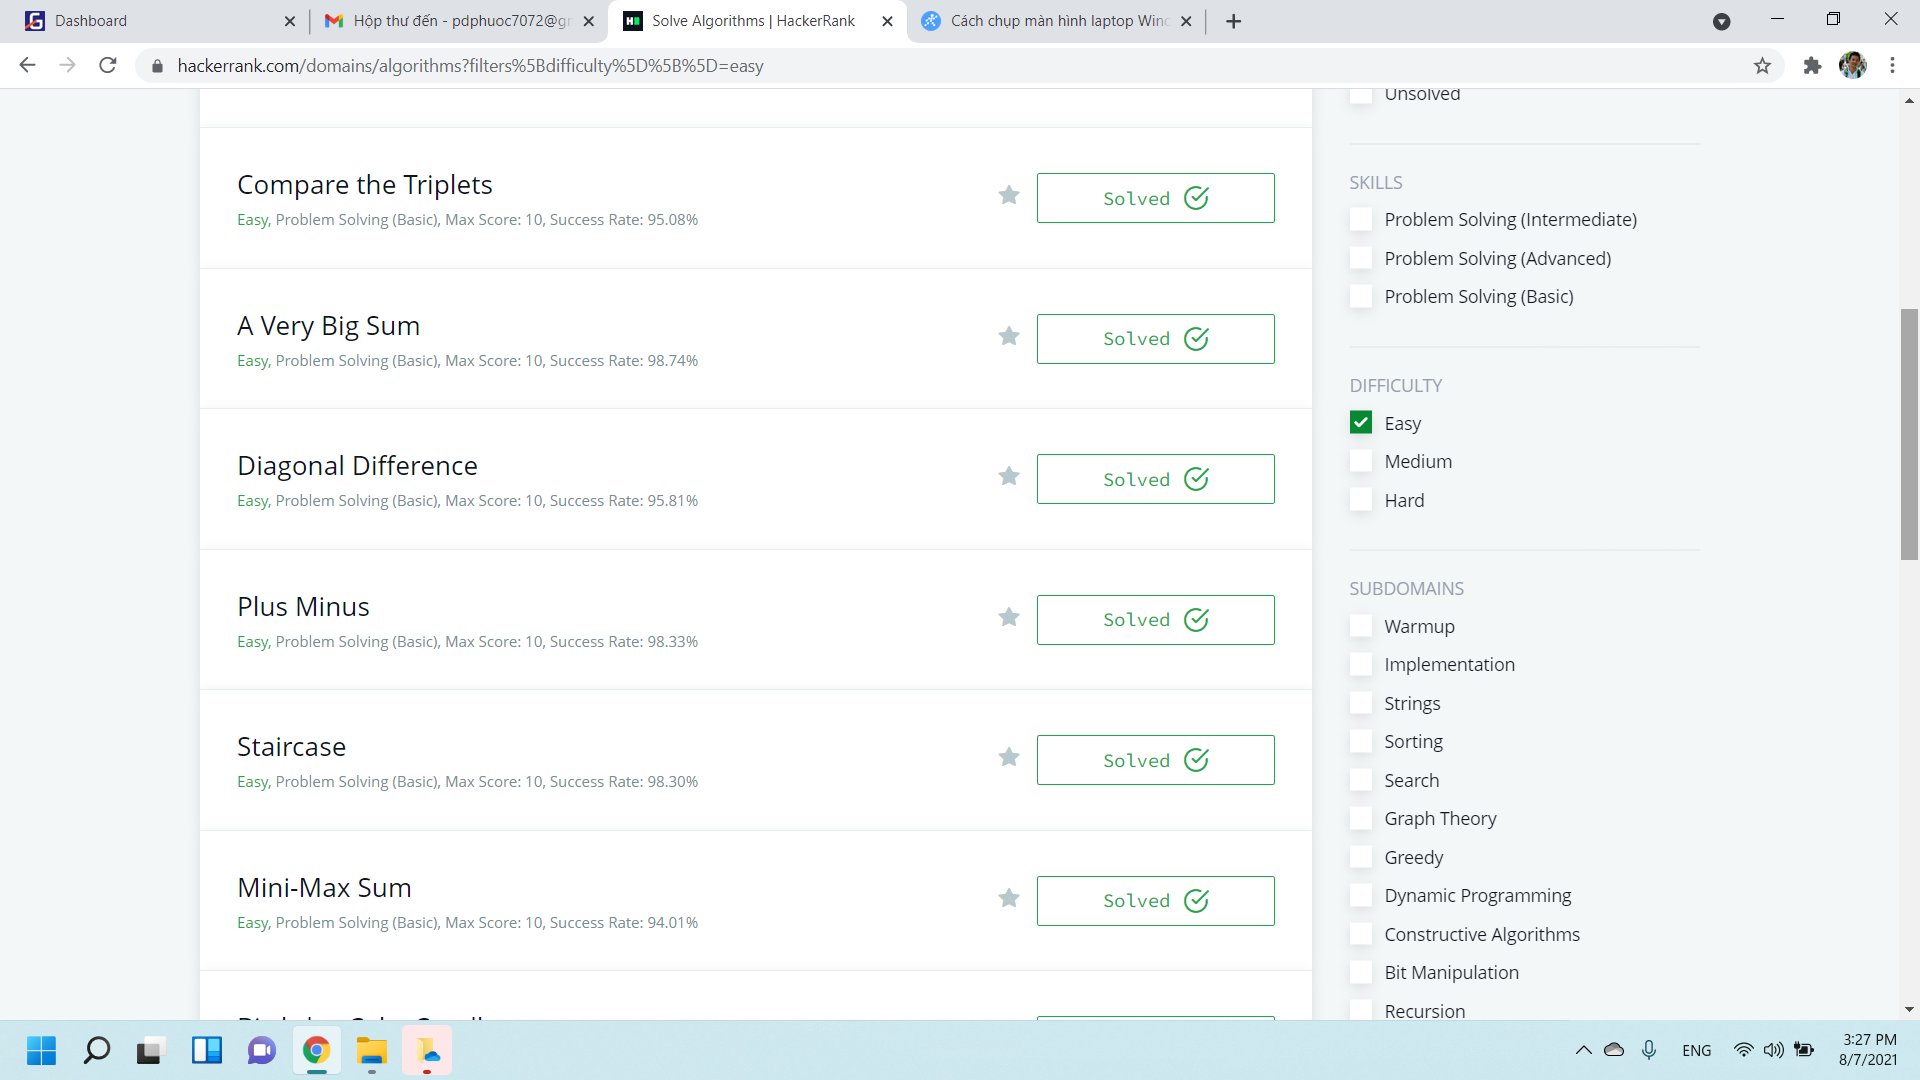 Dashboard
Hộp thư đến - pdphuoc7072@gr
Solve Algorithms | HackerRank
Cách chụp màn hình laptop Winc
hackerrank.com/domains/algorithms?filters%5Bdifficulty%5D%5B%5D=easy
Unsolved
Compare the Triplets
Easy, Problem Solving (Basic), Max Score: 10, Success Rate: 95.08%
Solved
A Very Big Sum
Easy, Problem Solving (Basic), Max Score: 10, Success Rate: 98.74%
Solved
Diagonal Difference
Easy, Problem Solving (Basic), Max Score: 10, Success Rate: 95.81%
Solved
Plus Minus
Easy, Problem Solving (Basic), Max Score: 10, Success Rate: 98.33%
Solved
Staircase
Easy, Problem Solving (Basic), Max Score: 10, Success Rate: 98.30%
Solved
Mini-Max Sum
Easy, Problem Solving (Basic), Max Score: 10, Success Rate: 94.01%
Solved
SKILLS
Problem Solving (Intermediate)
Problem Solving (Advanced)
Problem Solving (Basic)
DIFFICULTY
Easy
Medium
Hard
SUBDOMAINS
Warmup
Implementation
Strings
Sorting
Search
Graph Theory
Greedy
Dynamic Programming
Constructive Algorithms
Bit Manipulation
Recursion
ENG
3:27 PM
8/7/2021